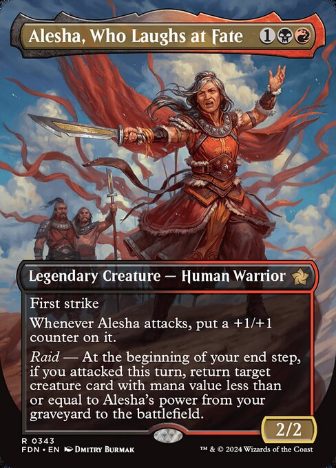 Alesha, Who Laughs at Fate 1
Legendary Creature — Human Warrior
First strike
Whenever Alesha attacks, put a +1/+1
counter on it.
Raid — At the beginning of your end step,
if you attacked this turn, return target
creature card with mana value less than
or equal to Alesha's power from your
graveyard to the battlefield.
2/2
R 0343
FDN • EN Dmitry Burmak
™ & © 2024 Wizards of the Coast